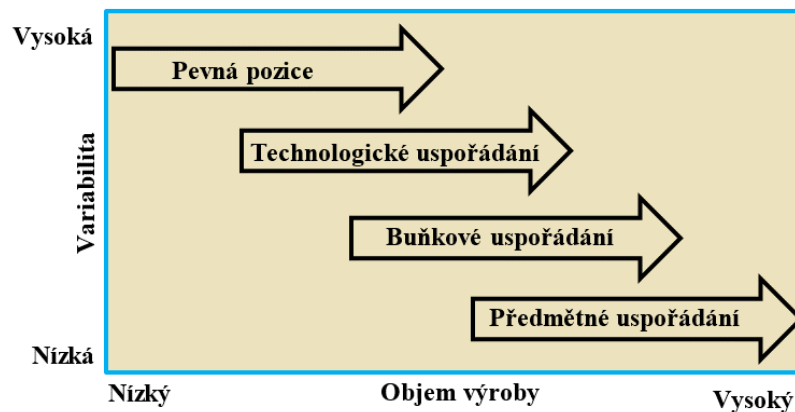 Vysoká
Pevná pozice
Technologické uspořádání
Variabilita
Buňkové uspořádání
Předmětné uspořádání
Nízká
Nízký
Objem výroby
Vysoký